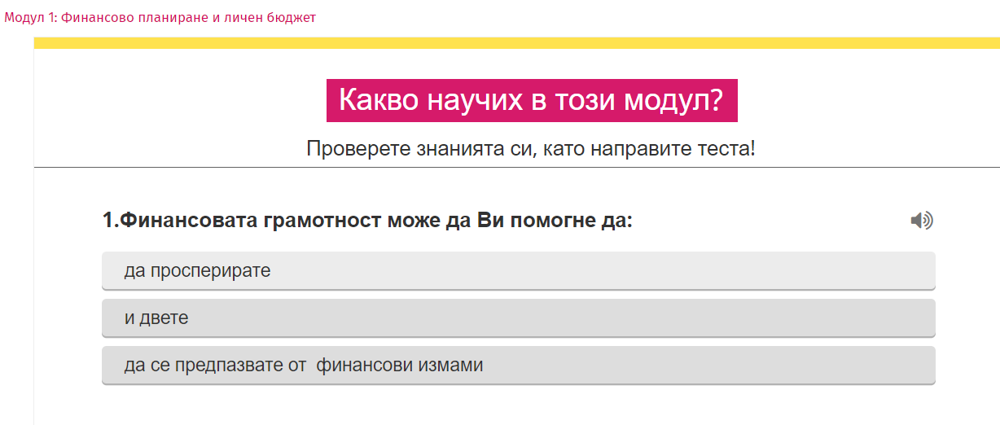 Модул 1: Финансово планиране и личен бюджет
Какво научих в този модул?
Проверете знанията си, като направите теста!
1.Финансовата грамотност може да Ви помогне да:
да просперирате
и двете
да се предпазвате от  финансови измами